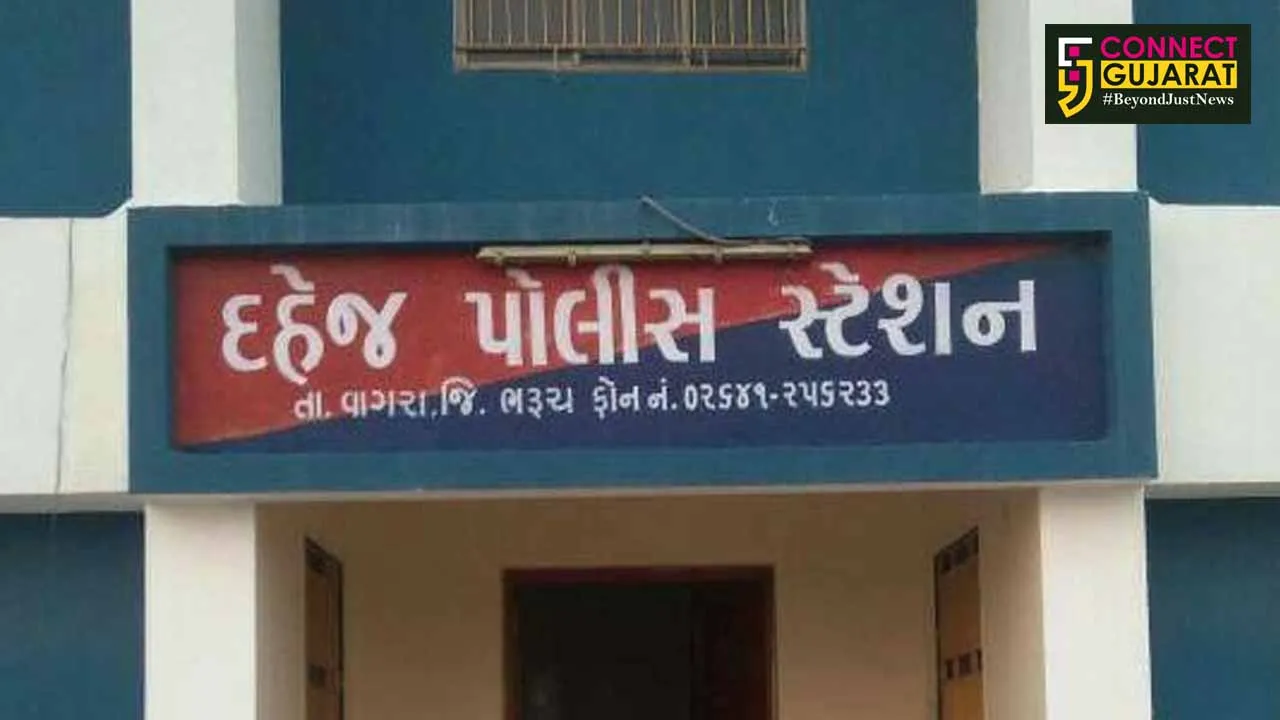 CONNECT
GUJARAT
#BeyondJustNews
દહેજ પોલીસ સ્ટેશન
તા. વાગરા, જિ. ભરૂચ ફોન નં. ૦૨૬૪૧-૨૫૬૨૩૩